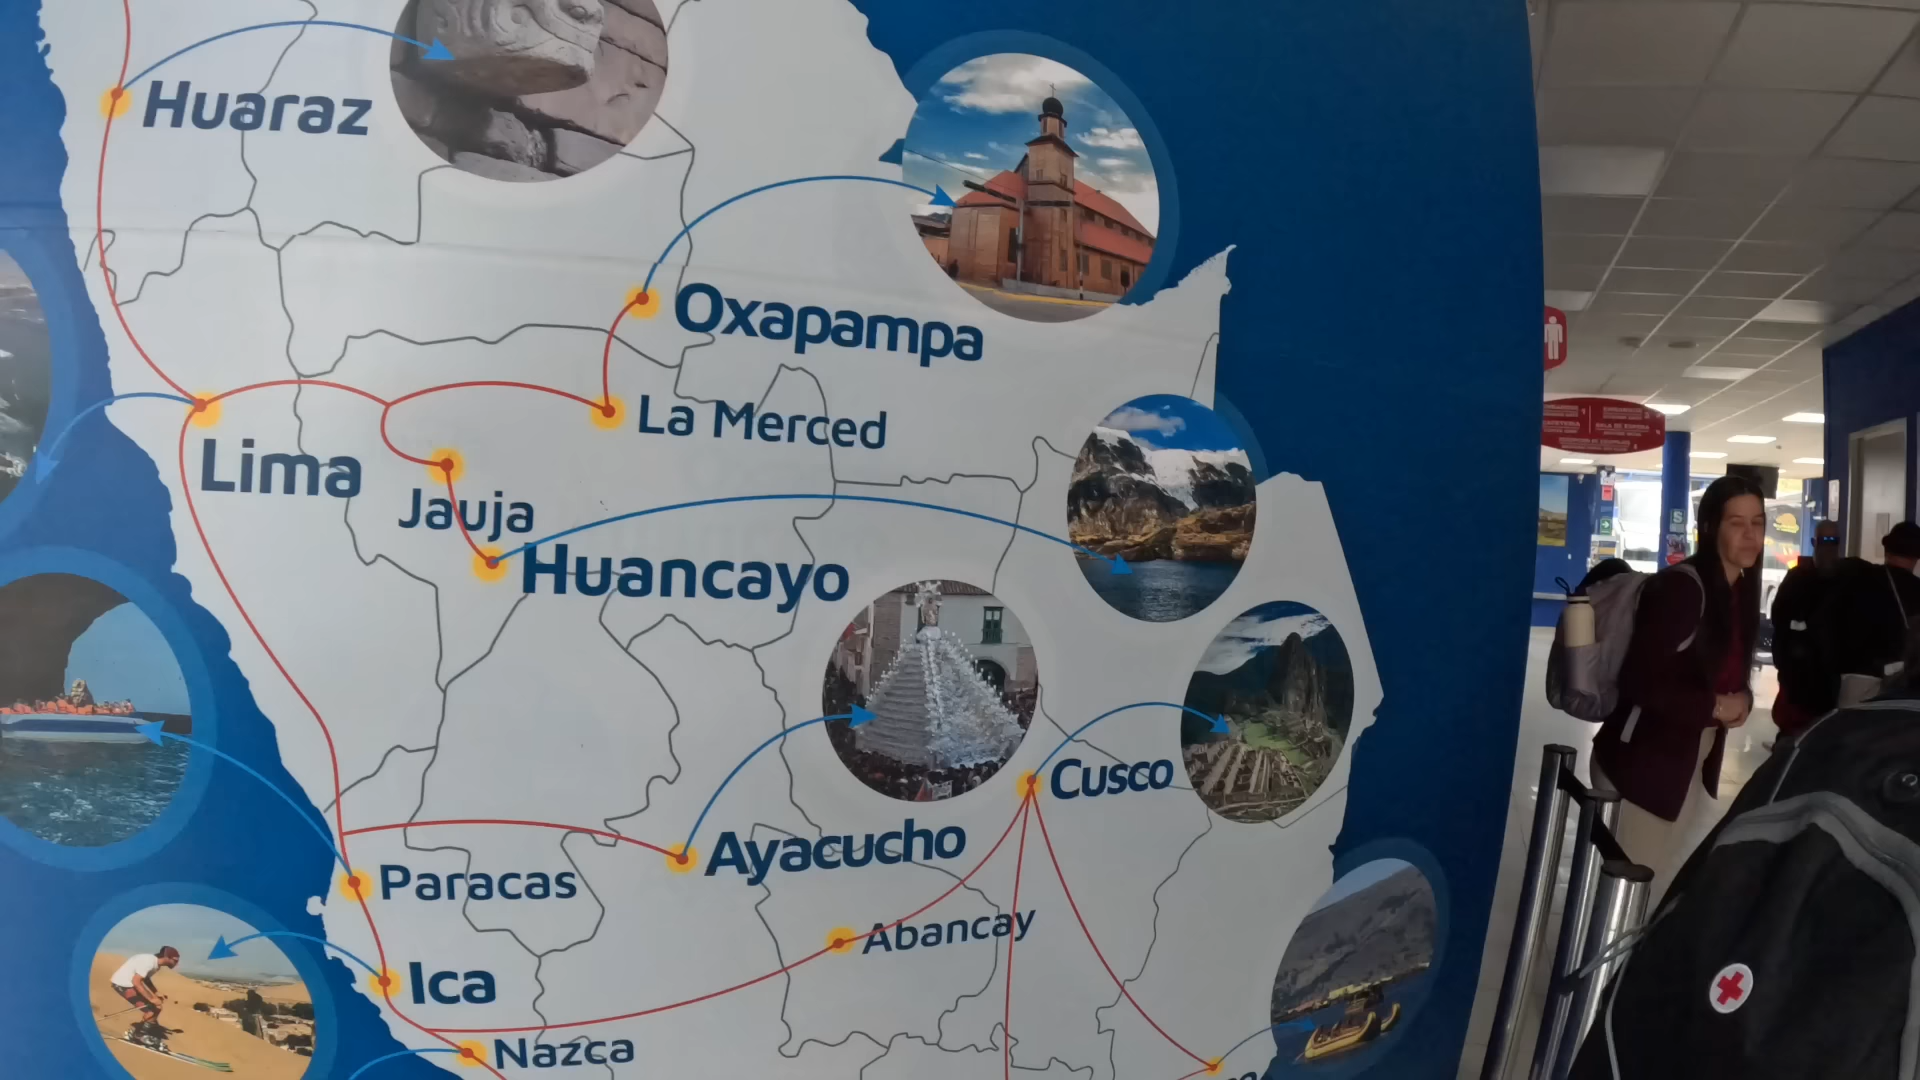 Huaraz
Oxapampa
La Merced
Lima
Jauja
Huancayo
Cusco
Ayacucho
Paracas
Abancay
Ica
Nazca